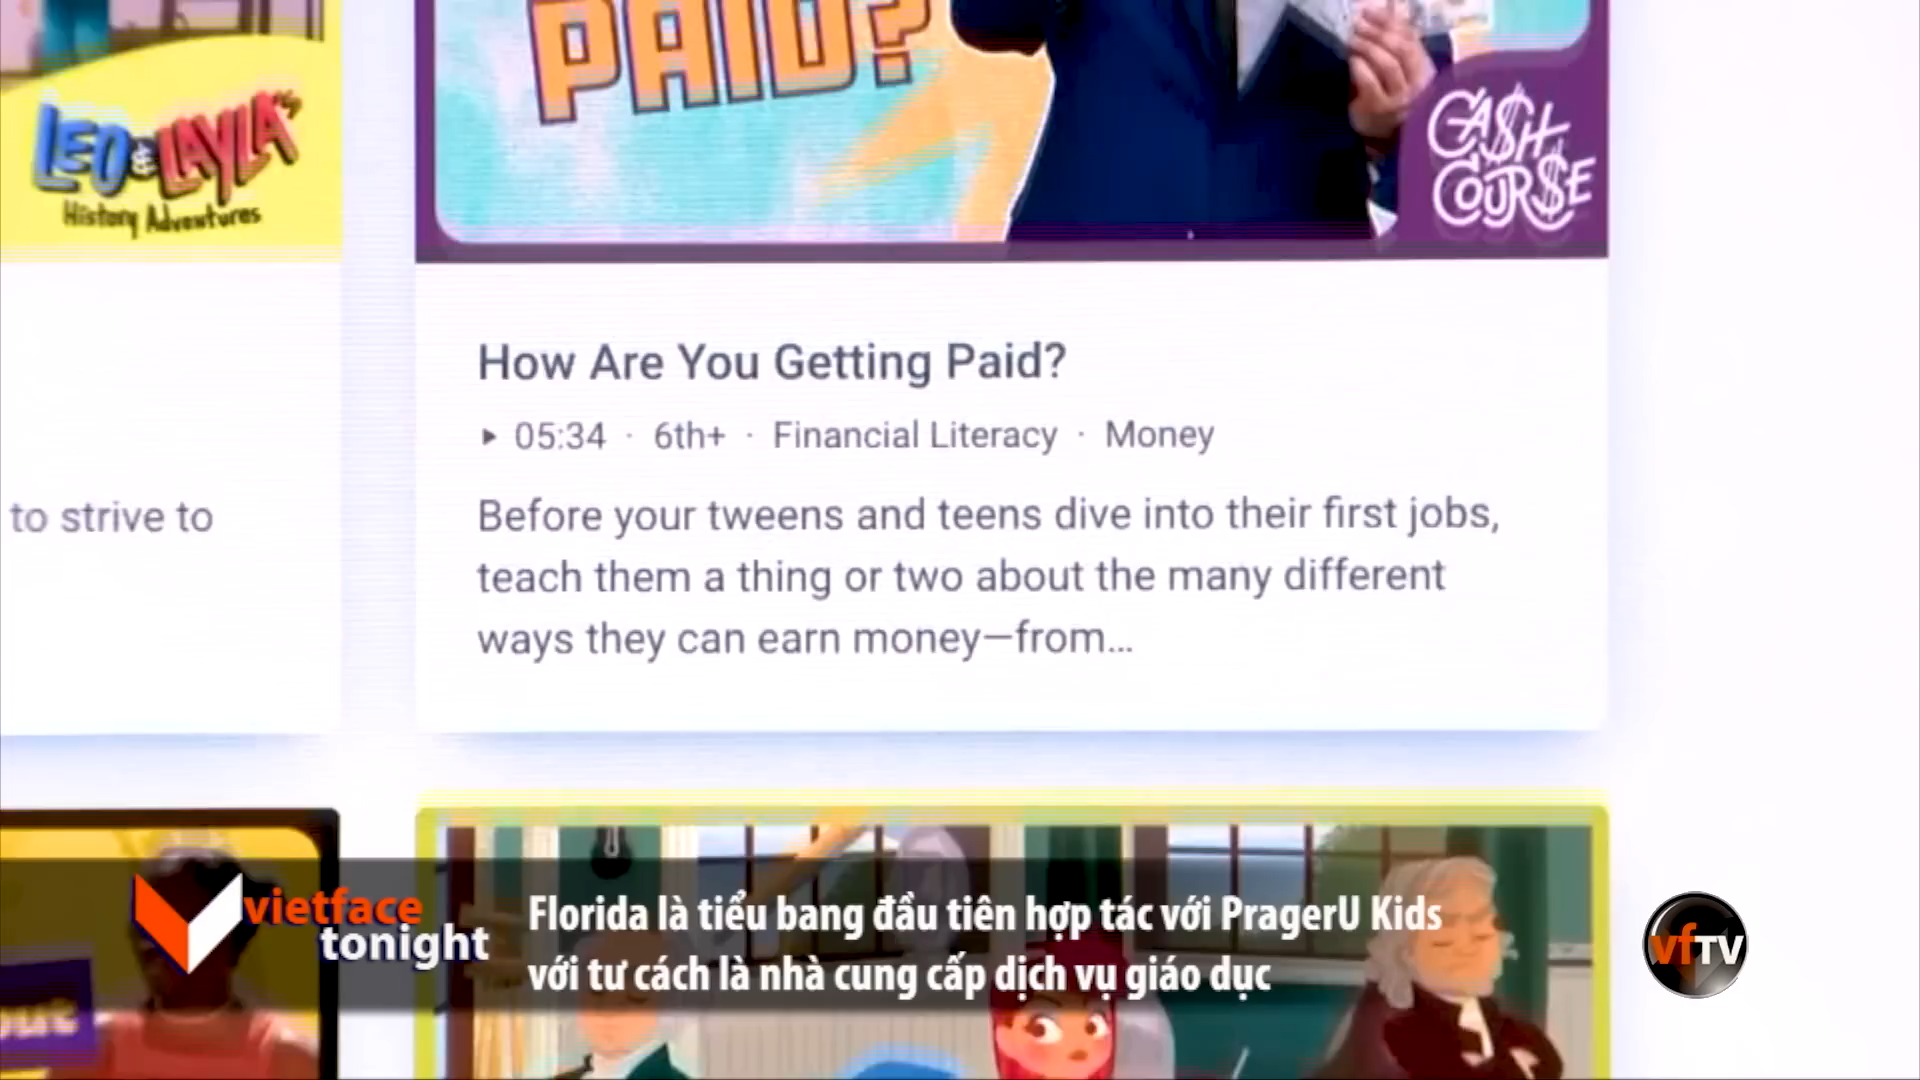 PAID?
CA$H
COUR$E
LEO & LAYLA'S
History Adventures
How Are You Getting Paid?
05:34 · 6th+ · Financial Literacy · Money
to strive to
Before your tweens and teens dive into their first jobs,
teach them a thing or two about the many different
ways they can earn money—from...
vietface
tonight
Florida là tiểu bang đầu tiên hợp tác với PragerU Kids
với tư cách là nhà cung cấp dịch vụ giáo dục
vfTV